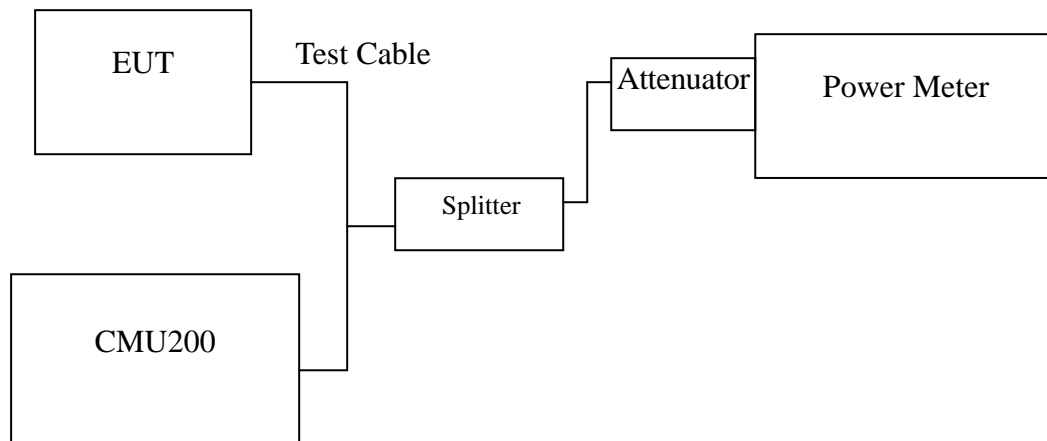 EUT
Test Cable
Attenuator
Power Meter
Splitter
CMU200